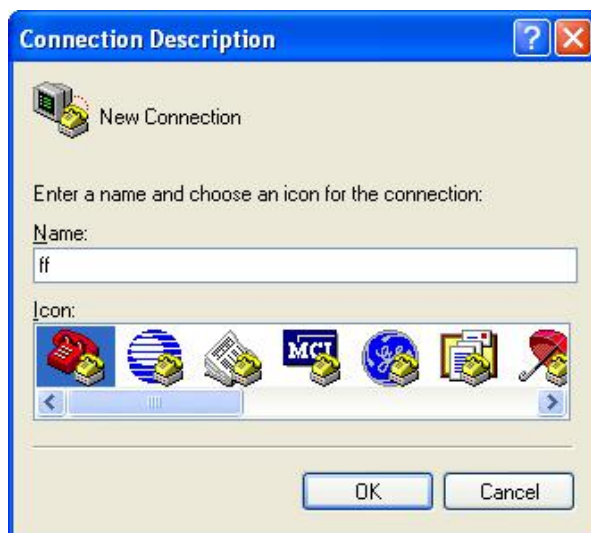 Connection Description
New Connection
Enter a name and choose an icon for the connection:
Name:
ff
Icon:
MCI
OK
Cancel